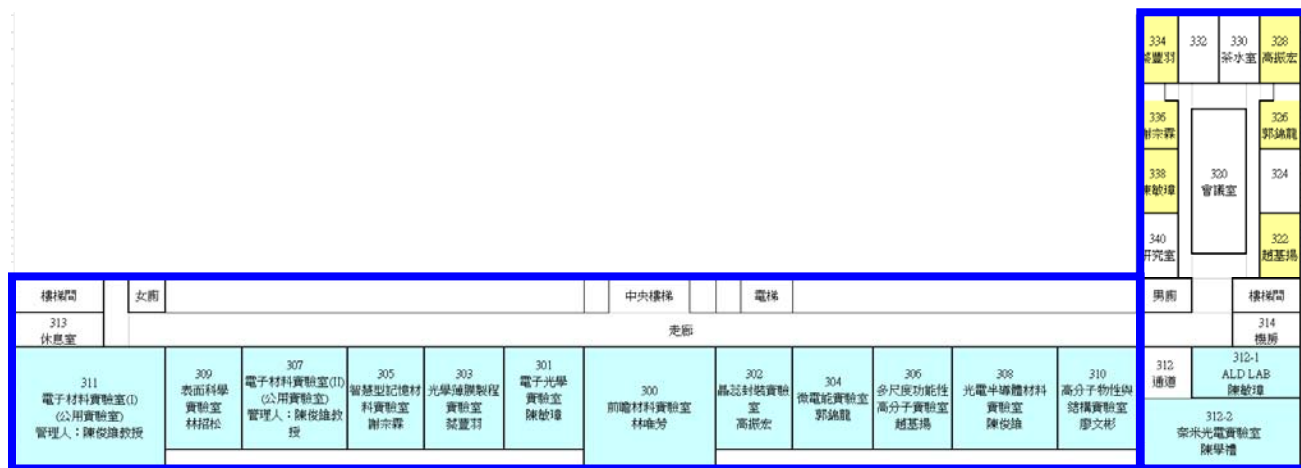 334
蔡豐羽
332
330
茶水室
328
高振宏
336
謝宗霖
326
郭錦龍
338
陳敏璋
320
會議室
324
340
研究室
322
趙基揚
樓梯間
女廁
中央樓梯
電梯
男廁
樓梯間
313
休息室
走廊
314
機房
311
電子材料實驗室(I)
(公用實驗室)
管理人：陳俊維教授
309
表面科學
實驗室
林招松
307
電子材料實驗室(II)
(公用實驗室)
管理人：陳俊維教
授
305
智慧型記憶材
料實驗室
謝宗霖
303
光學薄膜製程
實驗室
蔡豐羽
301
電子光學
實驗室
陳敏璋
300
前瞻材料實驗室
林唯芳
302
晶蕊封裝實驗
室
高振宏
304
微電能實驗室
郭錦龍
306
多尺度功能性
高分子實驗室
趙基揚
308
光電半導體材料
實驗室
陳俊維
310
高分子物性與
結構實驗室
廖文彬
312
通道
312-1
ALD LAB
陳敏璋
312-2
奈米光電實驗室
陳學禮